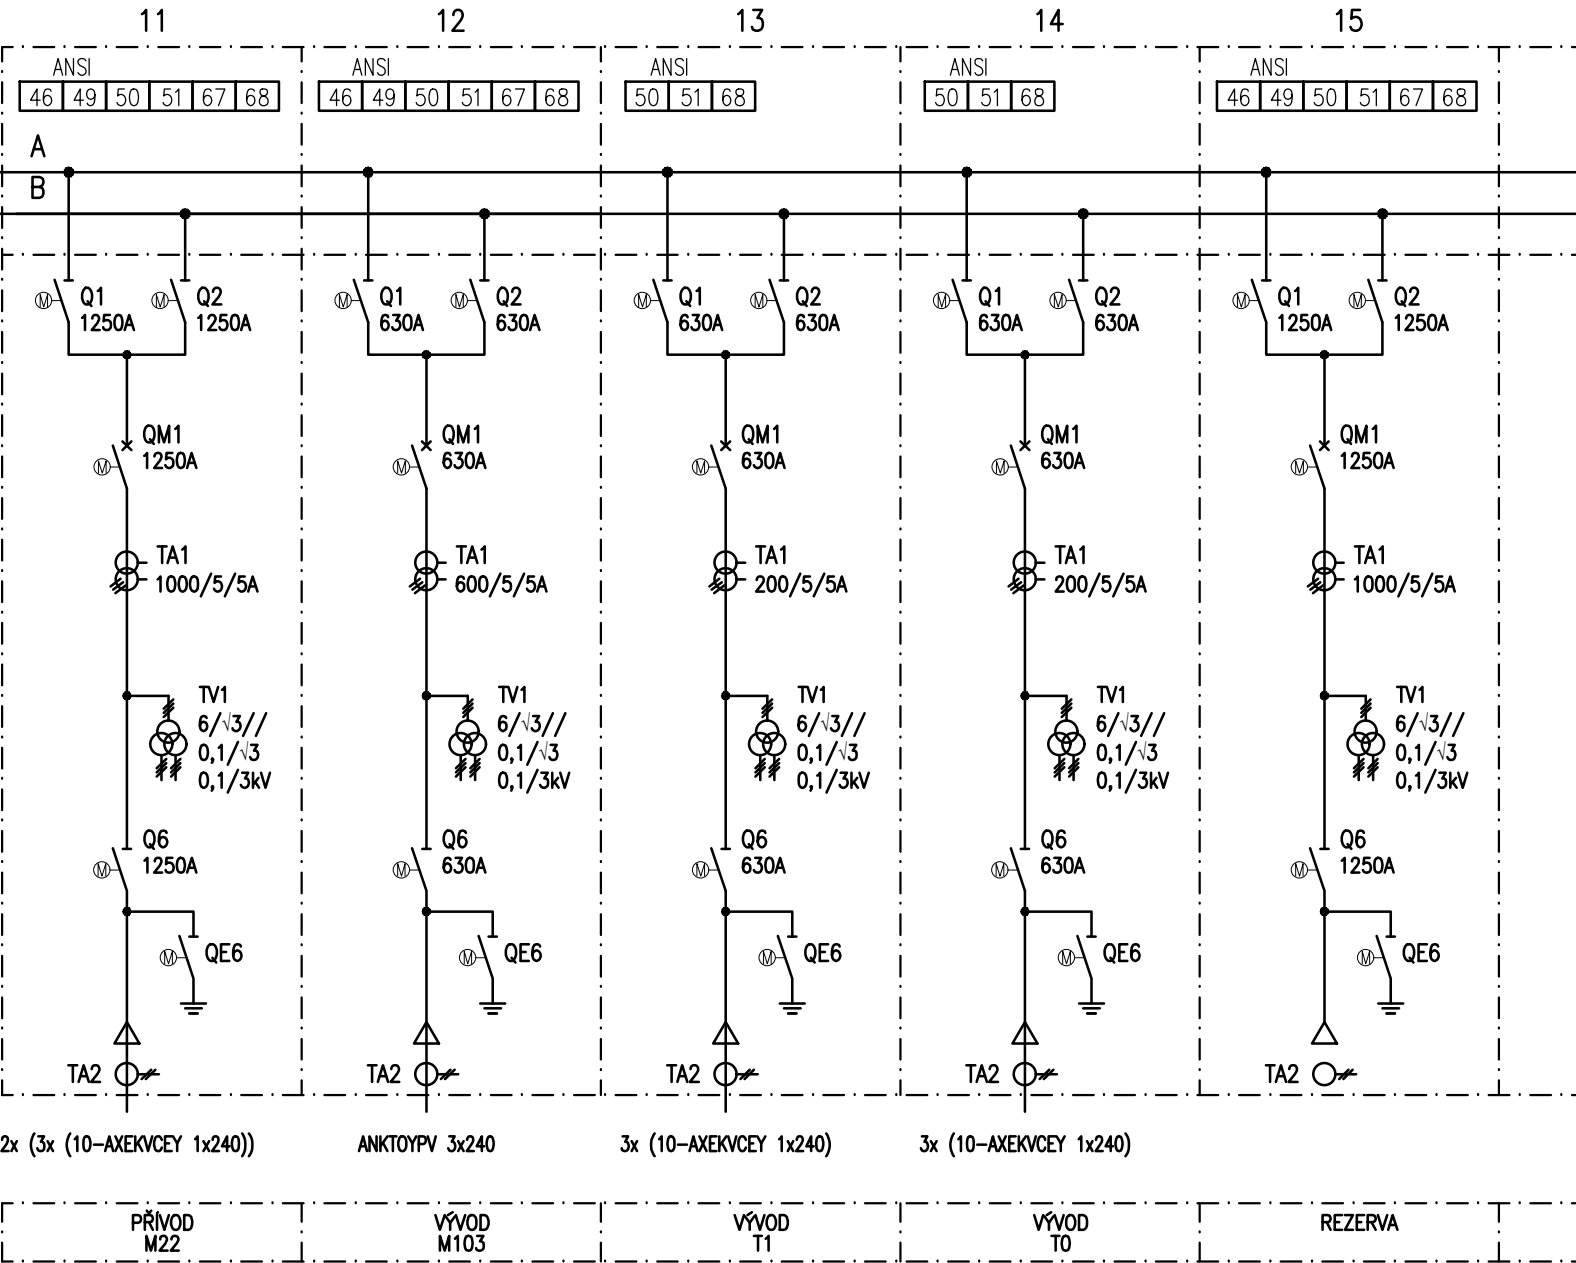 11 12 13 14 15
ANSI ANSI ANSI ANSI ANSI
46 49 50 51 67 68 46 49 50 51 67 68 50 51 68 50 51 68 46 49 50 51 67 68
A
B
M Q1 M Q2 M Q1 M Q2 M Q1 M Q2 M Q1 M Q2 M Q1 M Q2
1250A 1250A 630A 630A 630A 630A 630A 630A 1250A 1250A
QM1 QM1 QM1 QM1 QM1
M 1250A M 630A M 630A M 630A M 1250A
TA1 TA1 TA1 TA1 TA1
1000/5/5A 600/5/5A 200/5/5A 200/5/5A 1000/5/5A
TV1 TV1 TV1 TV1 TV1
6/√3// 6/√3// 6/√3// 6/√3// 6/√3//
0,1/√3 0,1/√3 0,1/√3 0,1/√3 0,1/√3
0,1/3kV 0,1/3kV 0,1/3kV 0,1/3kV 0,1/3kV
Q6 Q6 Q6 Q6 Q6
M 1250A M 630A M 630A M 630A M 1250A
M QE6 M QE6 M QE6 M QE6 M QE6
TA2 TA2 TA2 TA2 TA2
2x (3x (10-AXEKVCEY 1x240)) ANKTOYPV 3x240 3x (10-AXEKVCEY 1x240) 3x (10-AXEKVCEY 1x240)
PŘÍVOD VÝVOD VÝVOD VÝVOD REZERVA
M22 M103 T1 T0